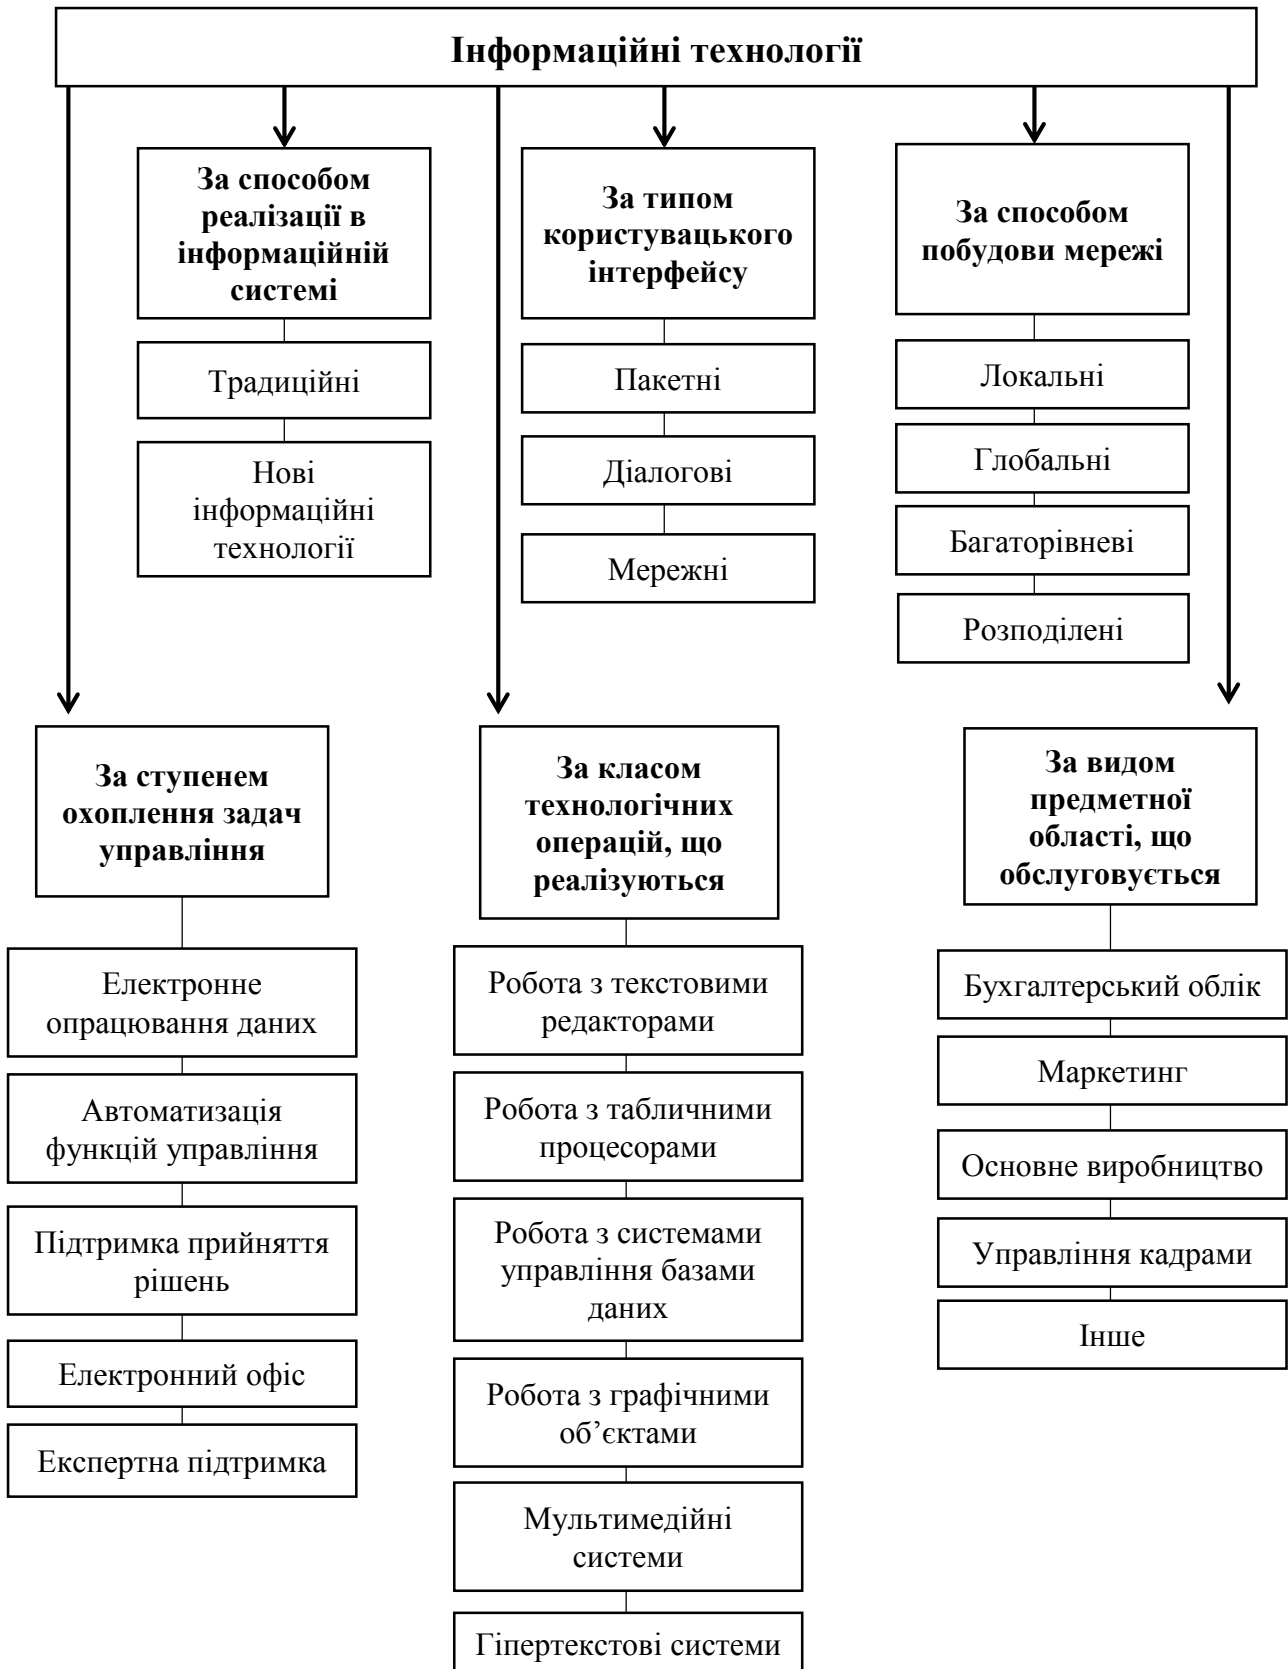 Інформаційні технології
За способом
реалізації в
інформаційній
системі
Традиційні
Нові
інформаційні
технології
За типом
користувацького
інтерфейсу
Пакетні
Діалогові
Мережні
За способом
побудови мережі
Локальні
Глобальні
Багаторівневі
Розподілені
За ступенем
охоплення задач
управління
Електронне
опрацювання даних
Автоматизація
функцій управління
Підтримка прийняття
рішень
Електронний офіс
Експертна підтримка
За класом
технологічних
операцій, що
реалізуються
Робота з текстовими
редакторами
Робота з табличними
процесорами
Робота з системами
управління базами
даних
Робота з графічними
об’єктами
Мультимедійні
системи
Гіпертекстові системи
За видом
предметної
області, що
обслуговується
Бухгалтерський облік
Маркетинг
Основне виробництво
Управління кадрами
Інше